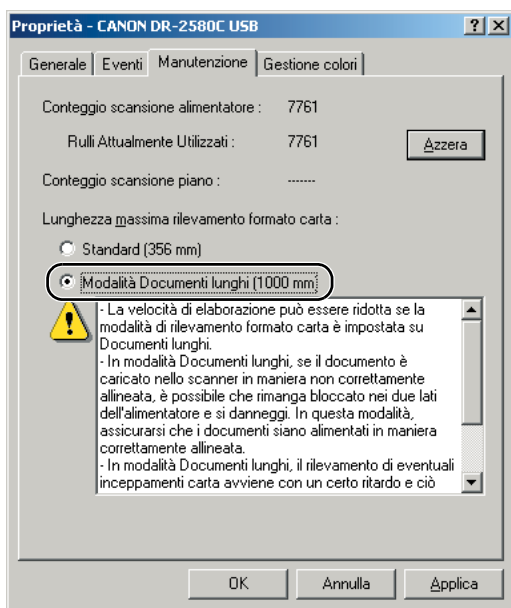 Proprietà - CANON DR-2580C USB
Generale Eventi Manutenzione Gestione colori
Conteggio scansione alimentatore : 7761
Rulli Attualmente Utilizzati : 7761 Azzera
Conteggio scansione piano : -------
Lunghezza massima rilevamento formato carta :
Standard (356 mm)
Modalità Documenti lunghi (1000 mm)
- La velocità di elaborazione può essere ridotta se la
modalità di rilevamento formato carta è impostata su
Documenti lunghi.
- In modalità Documenti lunghi, se il documento è
caricato nello scanner in maniera non correttamente
allineata, è possibile che rimanga bloccato nei due lati
dell'alimentatore e si danneggi. In questa modalità,
assicurarsi che i documenti siano alimentati in maniera
correttamente allineata.
- In modalità Documenti lunghi, il rilevamento di eventuali
inceppamenti carta avviene con un certo ritardo e ciò
OK Annulla Applica